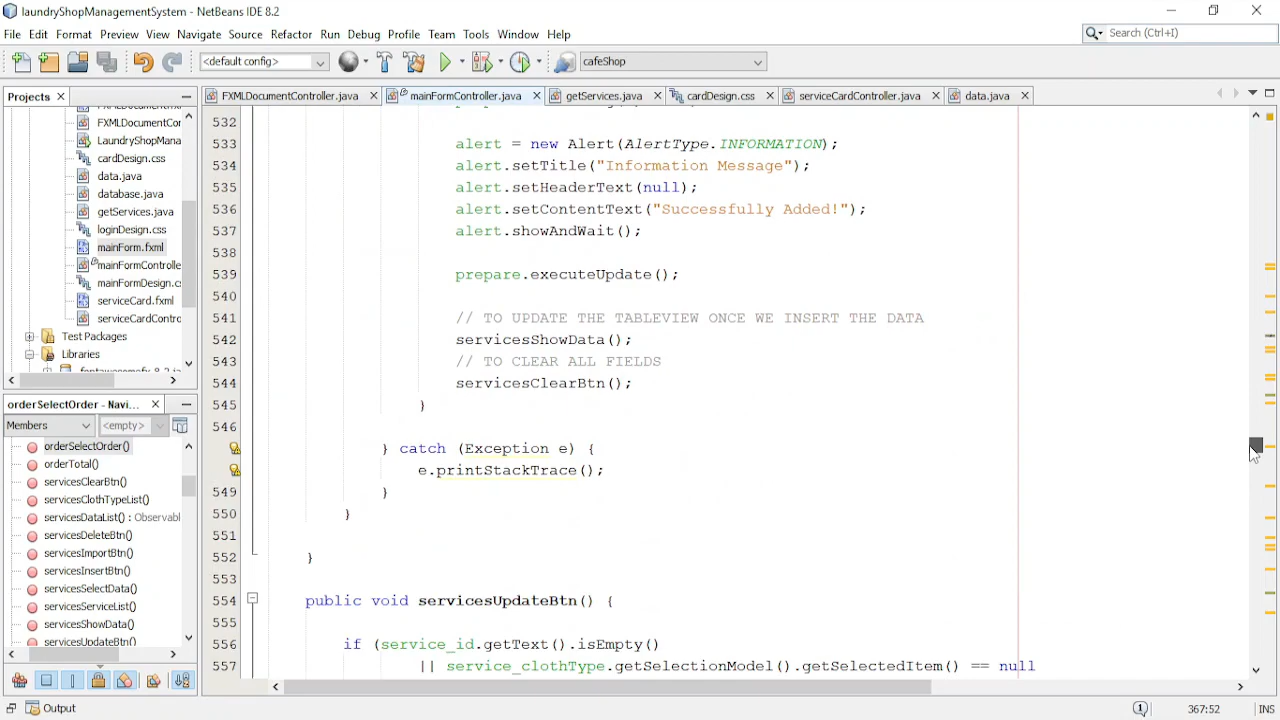 laundryShopManagementSystem - NetBeans IDE 8.2
File Edit Format Preview View Navigate Source Refactor Run Debug Profile Team Tools Window Help
Search (Ctrl+I)
<default config>
cafeShop
Projects
FXMLDocumentController.java
mainFormController.java
getServices.java
cardDesign.css
serviceCardController.java
data.java
FXMLDocumentCor
LaundryShopMana
cardDesign.css
data.java
database.java
getServices.java
loginDesign.css
mainForm.fxml
mainFormControlle
mainFormDesign.cs
serviceCard.fxml
serviceCardContro
Test Packages
Libraries
orderSelectOrder - Navi...
Members
<empty>
orderSelectOrder()
orderTotal()
servicesClearBtn()
servicesClothTypeList()
servicesDataList() : Observabl
servicesDeleteBtn()
servicesImportBtn()
servicesInsertBtn()
servicesSelectData()
servicesServiceList()
servicesShowData()
servicesUpdateBtn()
532
533 alert = new Alert(AlertType.INFORMATION);
534 alert.setTitle("Information Message");
535 alert.setHeaderText(null);
536 alert.setContentText("Successfully Added!");
537 alert.showAndWait();
538
539 prepare.executeUpdate();
540
541 // TO UPDATE THE TABLEVIEW ONCE WE INSERT THE DATA
542 servicesShowData();
543 // TO CLEAR ALL FIELDS
544 servicesClearBtn();
545 }
546
} catch (Exception e) {
e.printStackTrace();
549 }
550 }
551
552 }
553
554 public void servicesUpdateBtn() {
555
556 if (service_id.getText().isEmpty()
557 || service_clothType.getSelectionModel().getSelectedItem() == null
Output
1
367:52
INS